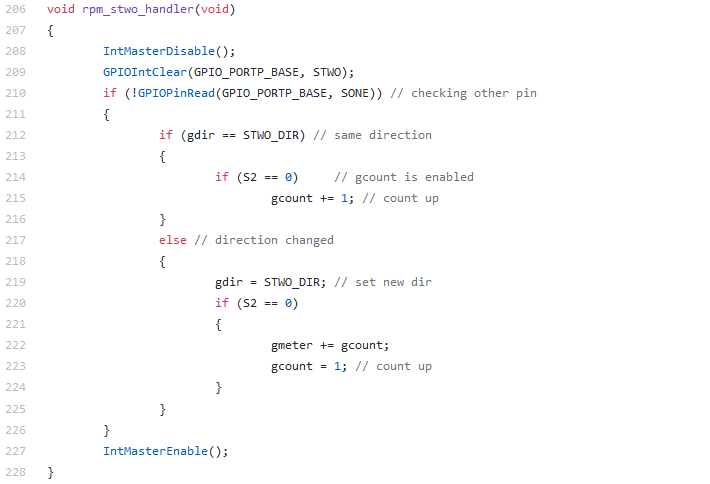 206 void rpm_stwo_handler(void)
207 {
208         IntMasterDisable();
209         GPIOIntClear(GPIO_PORTP_BASE, STWO);
210         if (!GPIOPinRead(GPIO_PORTP_BASE, SONE)) // checking other pin
211         {
212                 if (gdir == STWO_DIR) // same direction
213                 {
214                         if (S2 == 0)     // gcount is enabled
215                                 gcount += 1; // count up
216                 }
217                 else // direction changed
218                 {
219                         gdir = STWO_DIR; // set new dir
220                         if (S2 == 0)
221                         {
222                                 gmeter += gcount;
223                                 gcount = 1; // count up
224                         }
225                 }
226         }
227         IntMasterEnable();
228 }